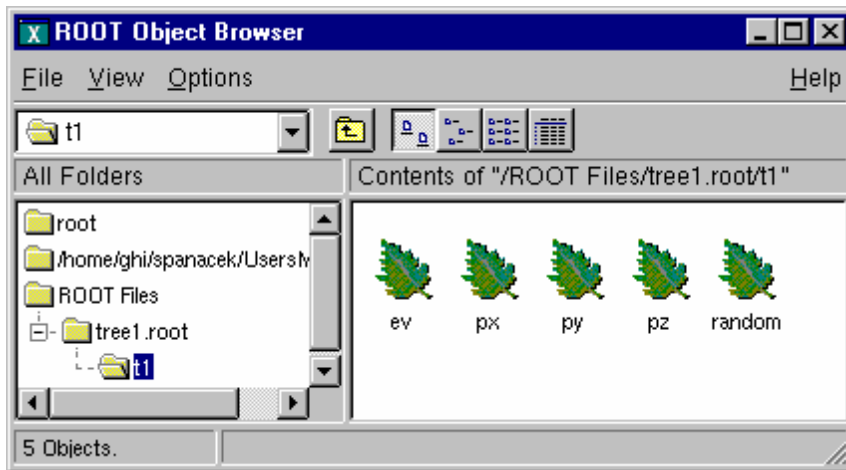 ROOT Object Browser
File View Options Help
t1
All Folders
Contents of "/ROOT Files/tree1.root/t1"
root
/home/ghi/spanacek/Users
ROOT Files
tree1.root
t1
ev px py pz random
5 Objects.